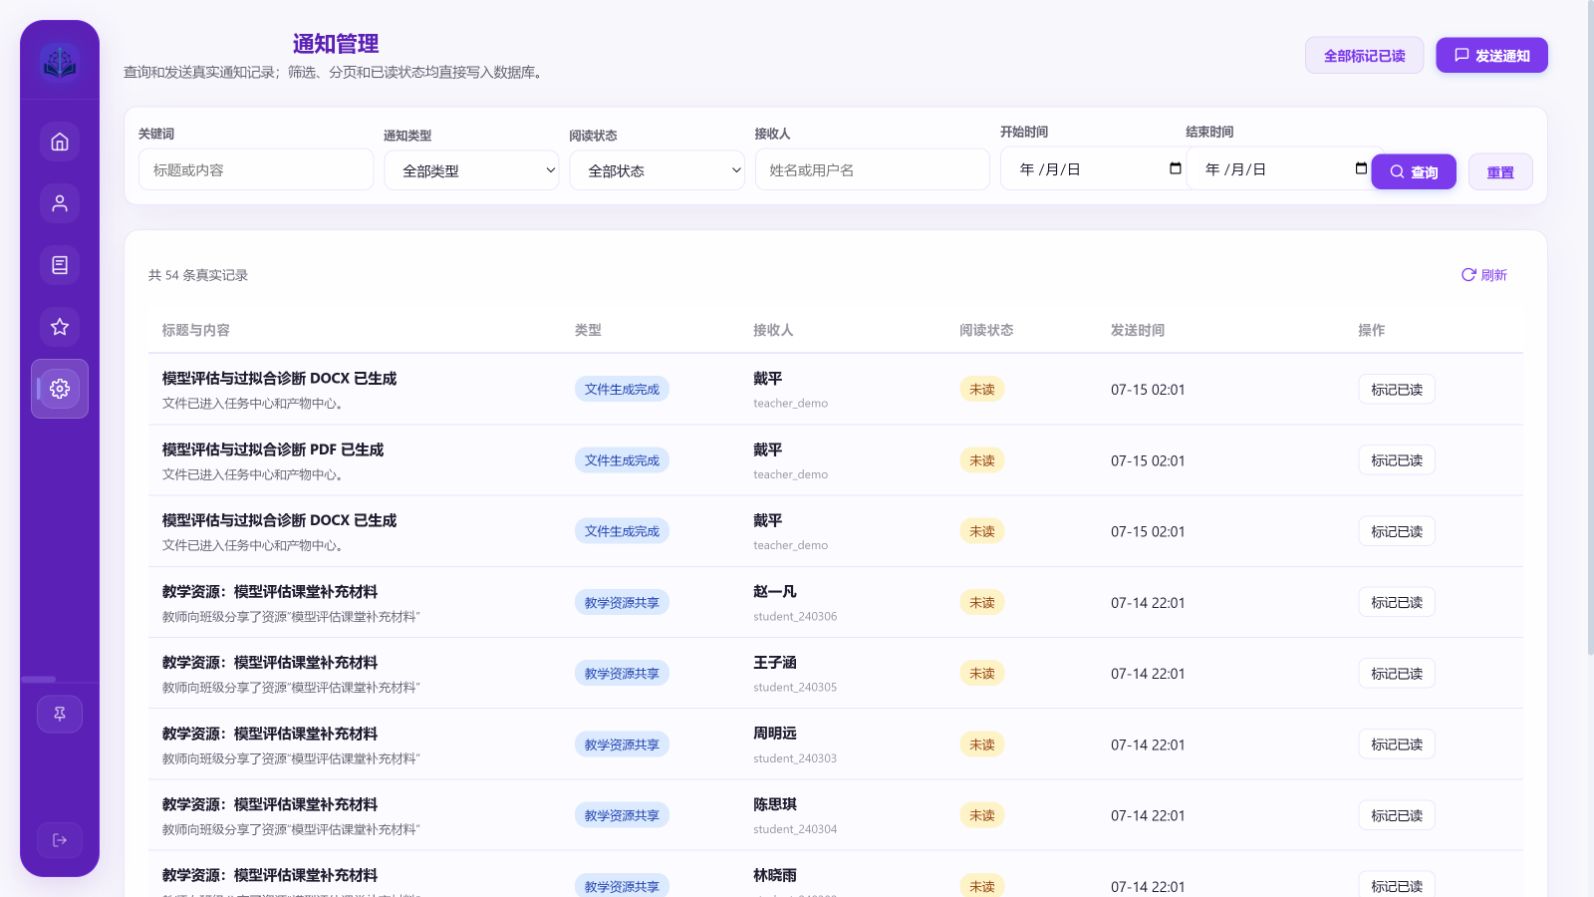 通知管理
查询和发送真实通知记录；筛选、分页和已读状态均直接写入数据库。
全部标记已读
发送通知
关键词
通知类型
阅读状态
接收人
开始时间
结束时间
标题或内容
全部类型
全部状态
姓名或用户名
年 /月/日
年 /月/日
查询
重置
共 54 条真实记录
刷新
标题与内容 类型 接收人 阅读状态 发送时间 操作
模型评估与过拟合诊断 DOCX 已生成
文件已进入任务中心和产物中心。
文件生成完成
戴平
teacher_demo
未读
07-15 02:01
标记已读
模型评估与过拟合诊断 PDF 已生成
文件已进入任务中心和产物中心。
文件生成完成
戴平
teacher_demo
未读
07-15 02:01
标记已读
模型评估与过拟合诊断 DOCX 已生成
文件已进入任务中心和产物中心。
文件生成完成
戴平
teacher_demo
未读
07-15 02:01
标记已读
教学资源：模型评估课堂补充材料
教师向班级分享了资源“模型评估课堂补充材料”
教学资源共享
赵一凡
student_240306
未读
07-14 22:01
标记已读
教学资源：模型评估课堂补充材料
教师向班级分享了资源“模型评估课堂补充材料”
教学资源共享
王子涵
student_240305
未读
07-14 22:01
标记已读
教学资源：模型评估课堂补充材料
教师向班级分享了资源“模型评估课堂补充材料”
教学资源共享
周明远
student_240303
未读
07-14 22:01
标记已读
教学资源：模型评估课堂补充材料
教师向班级分享了资源“模型评估课堂补充材料”
教学资源共享
陈思琪
student_240304
未读
07-14 22:01
标记已读
教学资源：模型评估课堂补充材料
教学资源共享
林晓雨
未读
07-14 22:01
标记已读